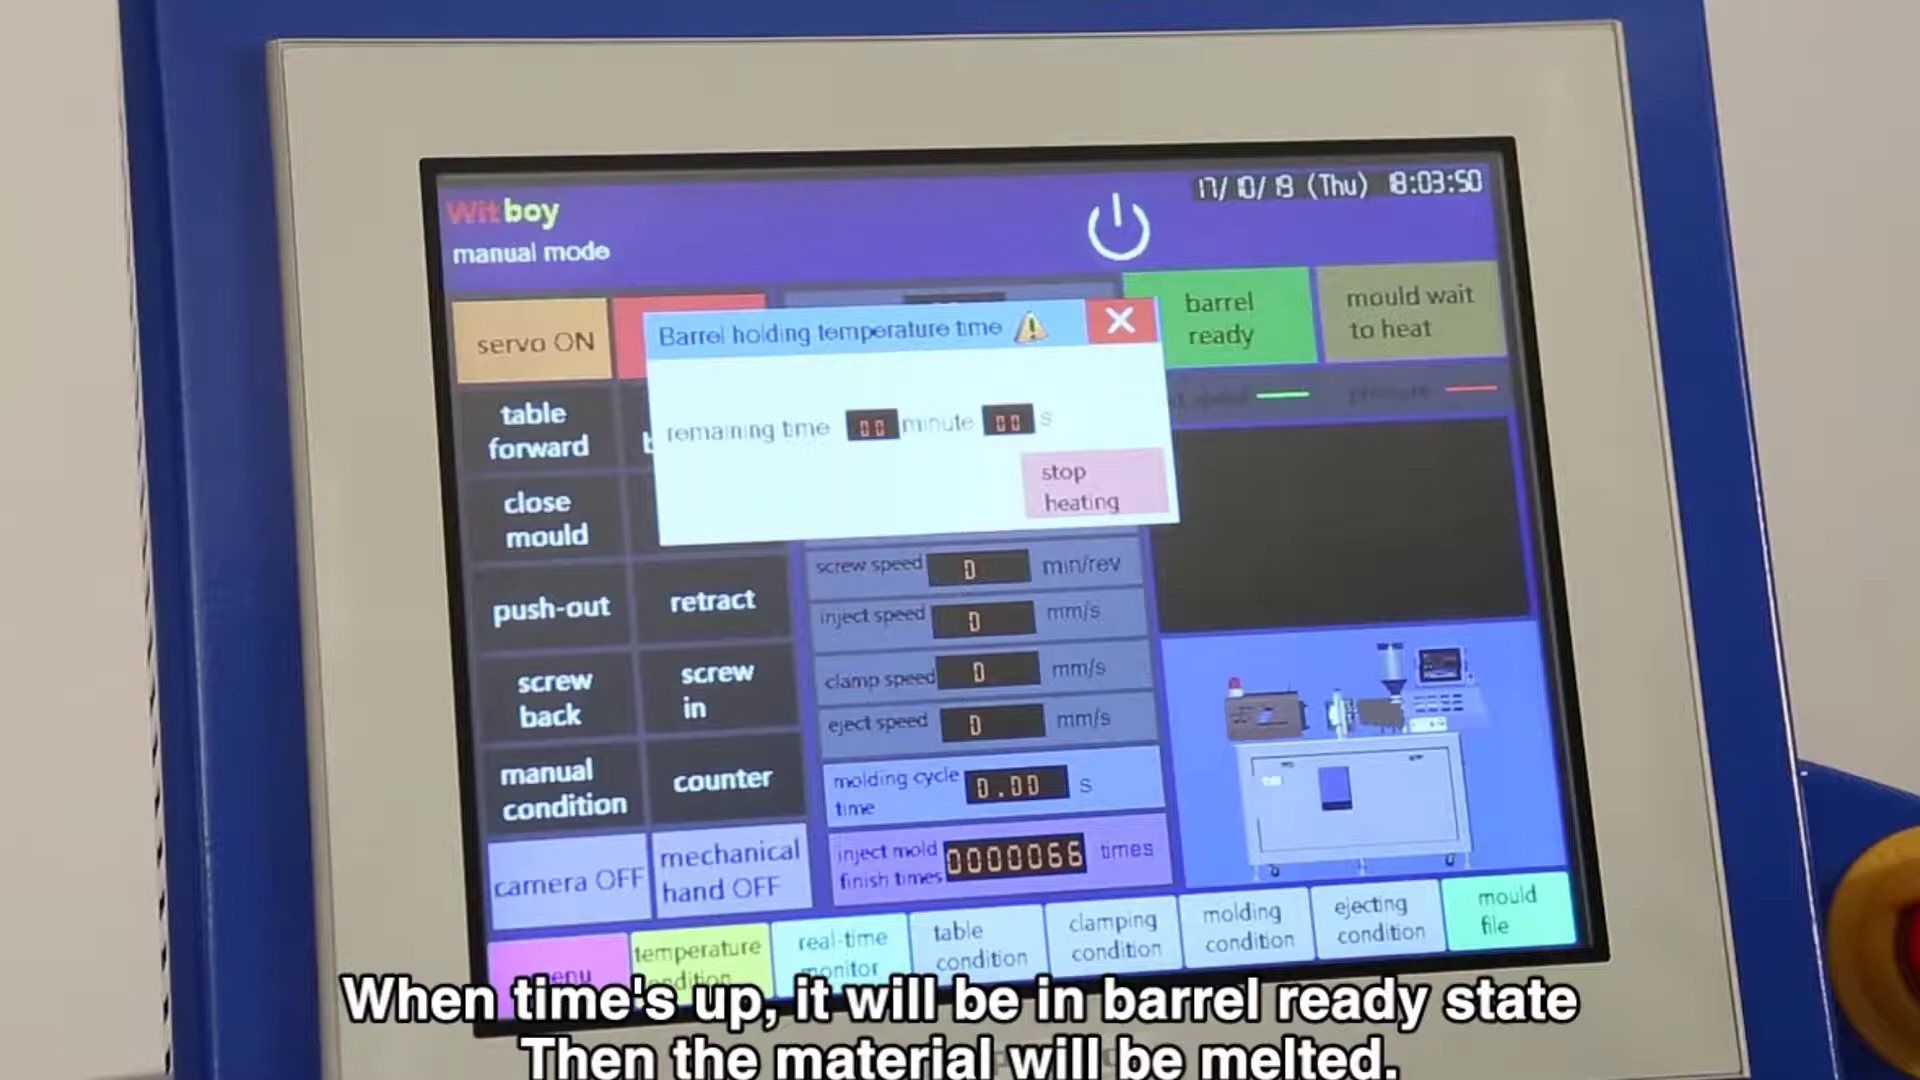 Witboy
manual mode
17/10/19 (Thu) 18:03:50
servo ON
Barrel holding temperature time
barrel
ready
mould wait
to heat
remaining time 00 minute 00 s
stop
heating
table
forward
close
mould
push-out
retract
screw
back
screw
in
manual
condition
counter
camera OFF
mechanical
hand OFF
screw speed 0 min/rev
inject speed 0 mm/s
clamp speed 0 mm/s
eject speed 0 mm/s
molding cycle
time 0.00 s
inject mold
finish times 0000066 times
temperature
real-time
monitor
table
condition
clamping
condition
molding
condition
ejecting
condition
mould
file
When time's up, it will be in barrel ready state
Then the material will be melted.